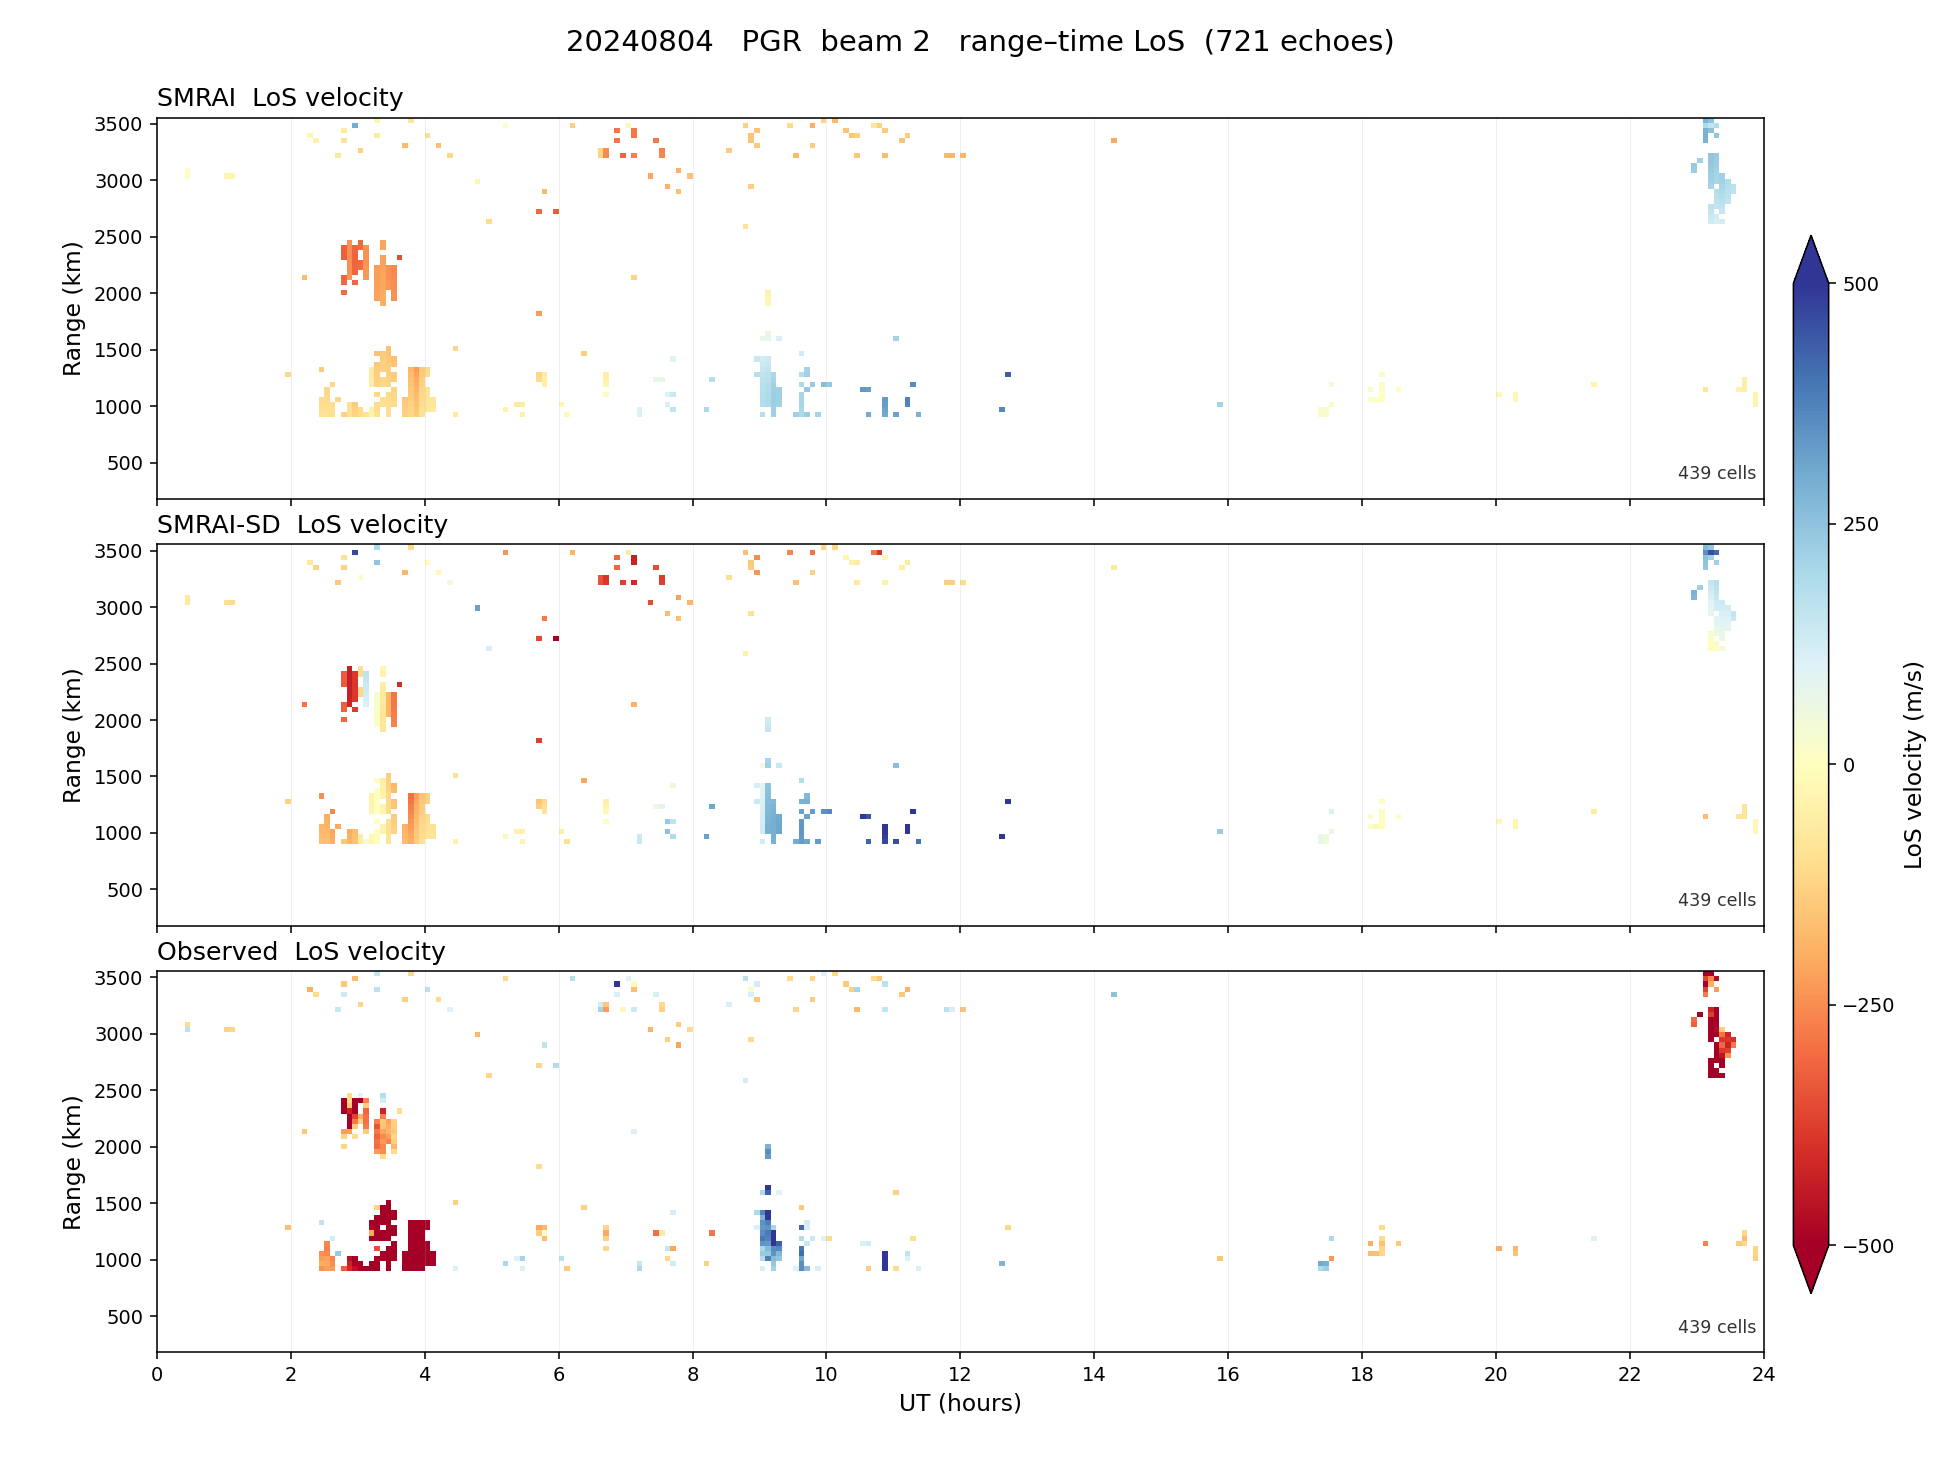 20240804   PGR  beam 2   range–time LoS  (721 echoes)
SMRAI  LoS velocity
3500
3000
2500
2000
1500
1000
500
Range (km)
439 cells
SMRAI-SD  LoS velocity
3500
3000
2500
2000
1500
1000
500
Range (km)
439 cells
Observed  LoS velocity
3500
3000
2500
2000
1500
1000
500
Range (km)
439 cells
0 2 4 6 8 10 12 14 16 18 20 22 24
UT (hours)
500
250
0
−250
−500
LoS velocity (m/s)